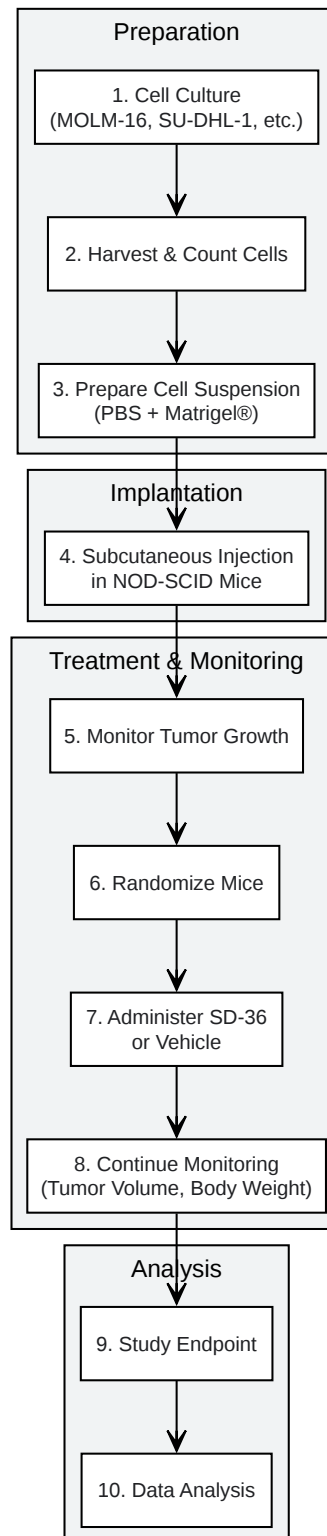 Preparation
1. Cell Culture
(MOLM-16, SU-DHL-1, etc.)
2. Harvest & Count Cells
3. Prepare Cell Suspension
(PBS + Matrigel®)
Implantation
4. Subcutaneous Injection
in NOD-SCID Mice
Treatment & Monitoring
5. Monitor Tumor Growth
6. Randomize Mice
7. Administer SD-36
or Vehicle
8. Continue Monitoring
(Tumor Volume, Body Weight)
Analysis
9. Study Endpoint
10. Data Analysis